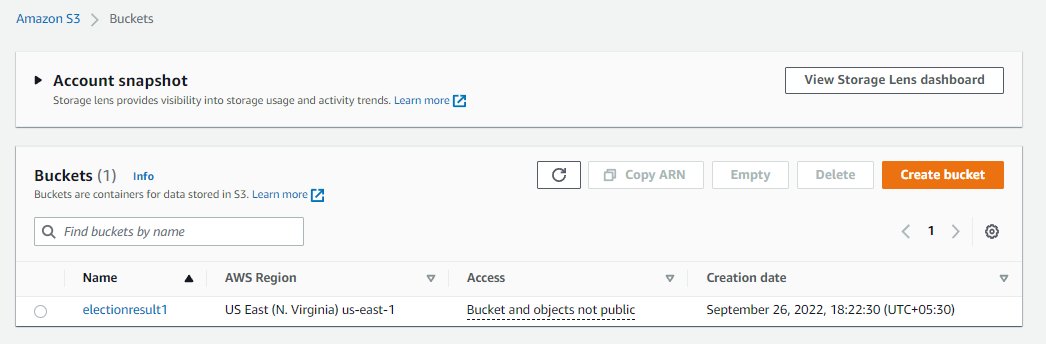 Amazon S3 > Buckets
Account snapshot
View Storage Lens dashboard
Storage lens provides visibility into storage usage and activity trends. Learn more
Buckets (1) Info
Copy ARN Empty Delete Create bucket
Buckets are containers for data stored in S3. Learn more
Find buckets by name
< 1 >
Name AWS Region Access Creation date
electionresult1 US East (N. Virginia) us-east-1 Bucket and objects not public September 26, 2022, 18:22:30 (UTC+05:30)